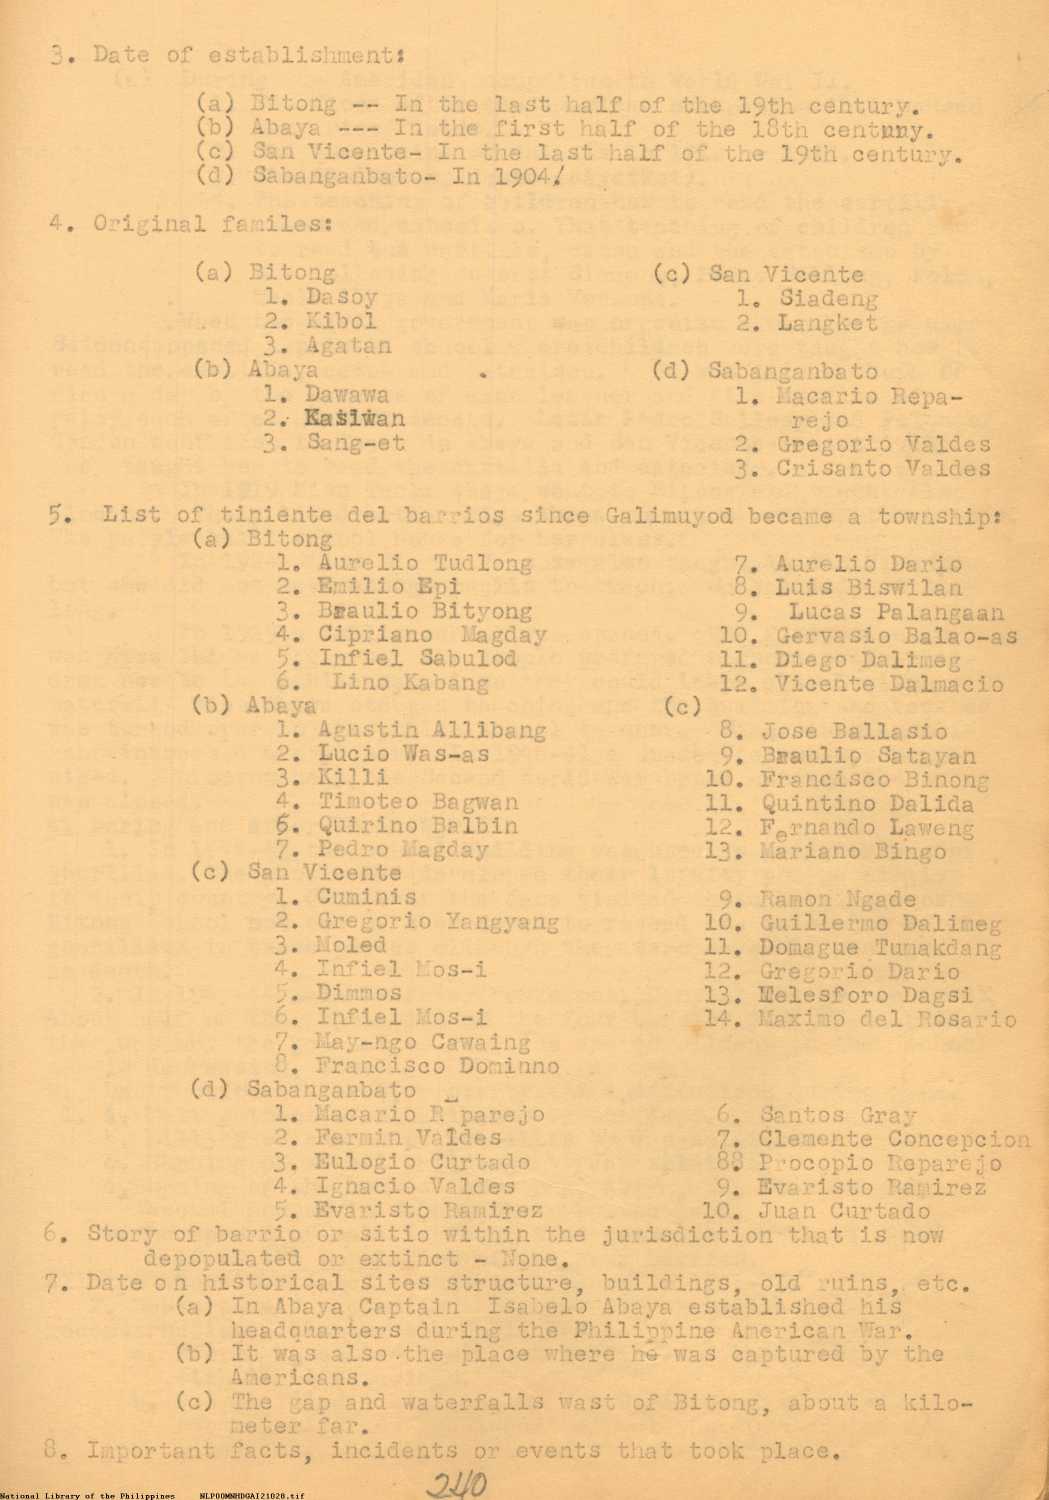 3. Date of establishment:
(a) Bitong -- In the last half of the 19th century.
(b) Abaya --- In the first half of the 18th centnny.
(c) San Vicente- In the last half of the 19th century.
(d) Sabanganbato- In 1904/
4. Original familes:
(a) Bitong
1. Dasoy
2. Kibol
3. Agatan
(b) Abaya
1. Dawawa
2. Kasiwan
3. Sang-et
(c) San Vicente
1. Siadeng
2. Langket
(d) Sabanganbato
1. Macario Repa-
rejo
2. Gregorio Valdes
3. Crisanto Valdes
5. List of tiniente del barrios since Galimuyod became a township:
(a) Bitong
1. Aurelio Tudlong
2. Emilio Epi
3. Braulio Bityong
4. Cipriano Magday
5. Infiel Sabulod
6. Lino Kabang
7. Aurelio Dario
8. Luis Biswilan
9. Lucas Palangaan
10. Gervasio Balao-as
11. Diego Dalimeg
12. Vicente Dalmacio
(b) Abaya
1. Agustin Allibang
2. Lucio Was-as
3. Killi
4. Timoteo Bagwan
6. Quirino Balbin
7. Pedro Magday
(c)
8. Jose Ballasio
9. Braulio Satayan
10. Francisco Binong
11. Quintino Dalida
12. Fernando Laweng
13. Mariano Bingo
(c) San Vicente
1. Cuminis
2. Gregorio Yangyang
3. Moled
4. Infiel Mos-i
5. Dimmos
6. Infiel Mos-i
7. May-ngo Cawaing
8. Francisco Dominno
9. Ramon Ngade
10. Guillermo Dalimeg
11. Domague Tumakdang
12. Gregorio Dario
13. Telesforo Dagsi
14. Maximo del Rosario
(d) Sabanganbato
1. Macario R parejo
2. Fermin Valdes
3. Eulogio Curtado
4. Ignacio Valdes
5. Evaristo Ramirez
6. Santos Gray
7. Clemente Concepcion
88 Procopio Reparejo
9. Evaristo Ramirez
10. Juan Curtado
6. Story of barrio or sitio within the jurisdiction that is now
depopulated or extinct - None.
7. Date on historical sites structure, buildings, old ruins, etc.
(a) In Abaya Captain Isabelo Abaya established his
headquarters during the Philippine American War.
(b) It was also the place where he was captured by the
Americans.
(c) The gap and waterfalls wast of Bitong, about a kilo-
meter far.
8. Important facts, incidents or events that took place.
240
National Library of the Philippines NLPOOMNHDGAI21028.tif